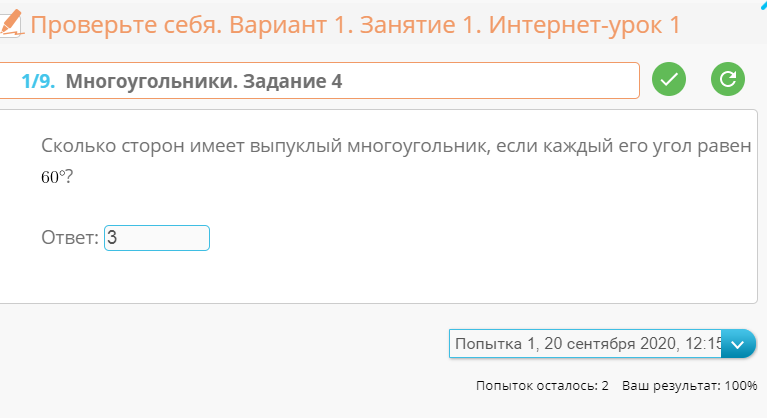 Проверьте себя. Вариант 1. Занятие 1. Интернет-урок 1
1/9. Многоугольники. Задание 4
Сколько сторон имеет выпуклый многоугольник, если каждый его угол равен
60°?
Ответ: 3
Попытка 1, 20 сентября 2020, 12:15
Попыток осталось: 2 Ваш результат: 100%